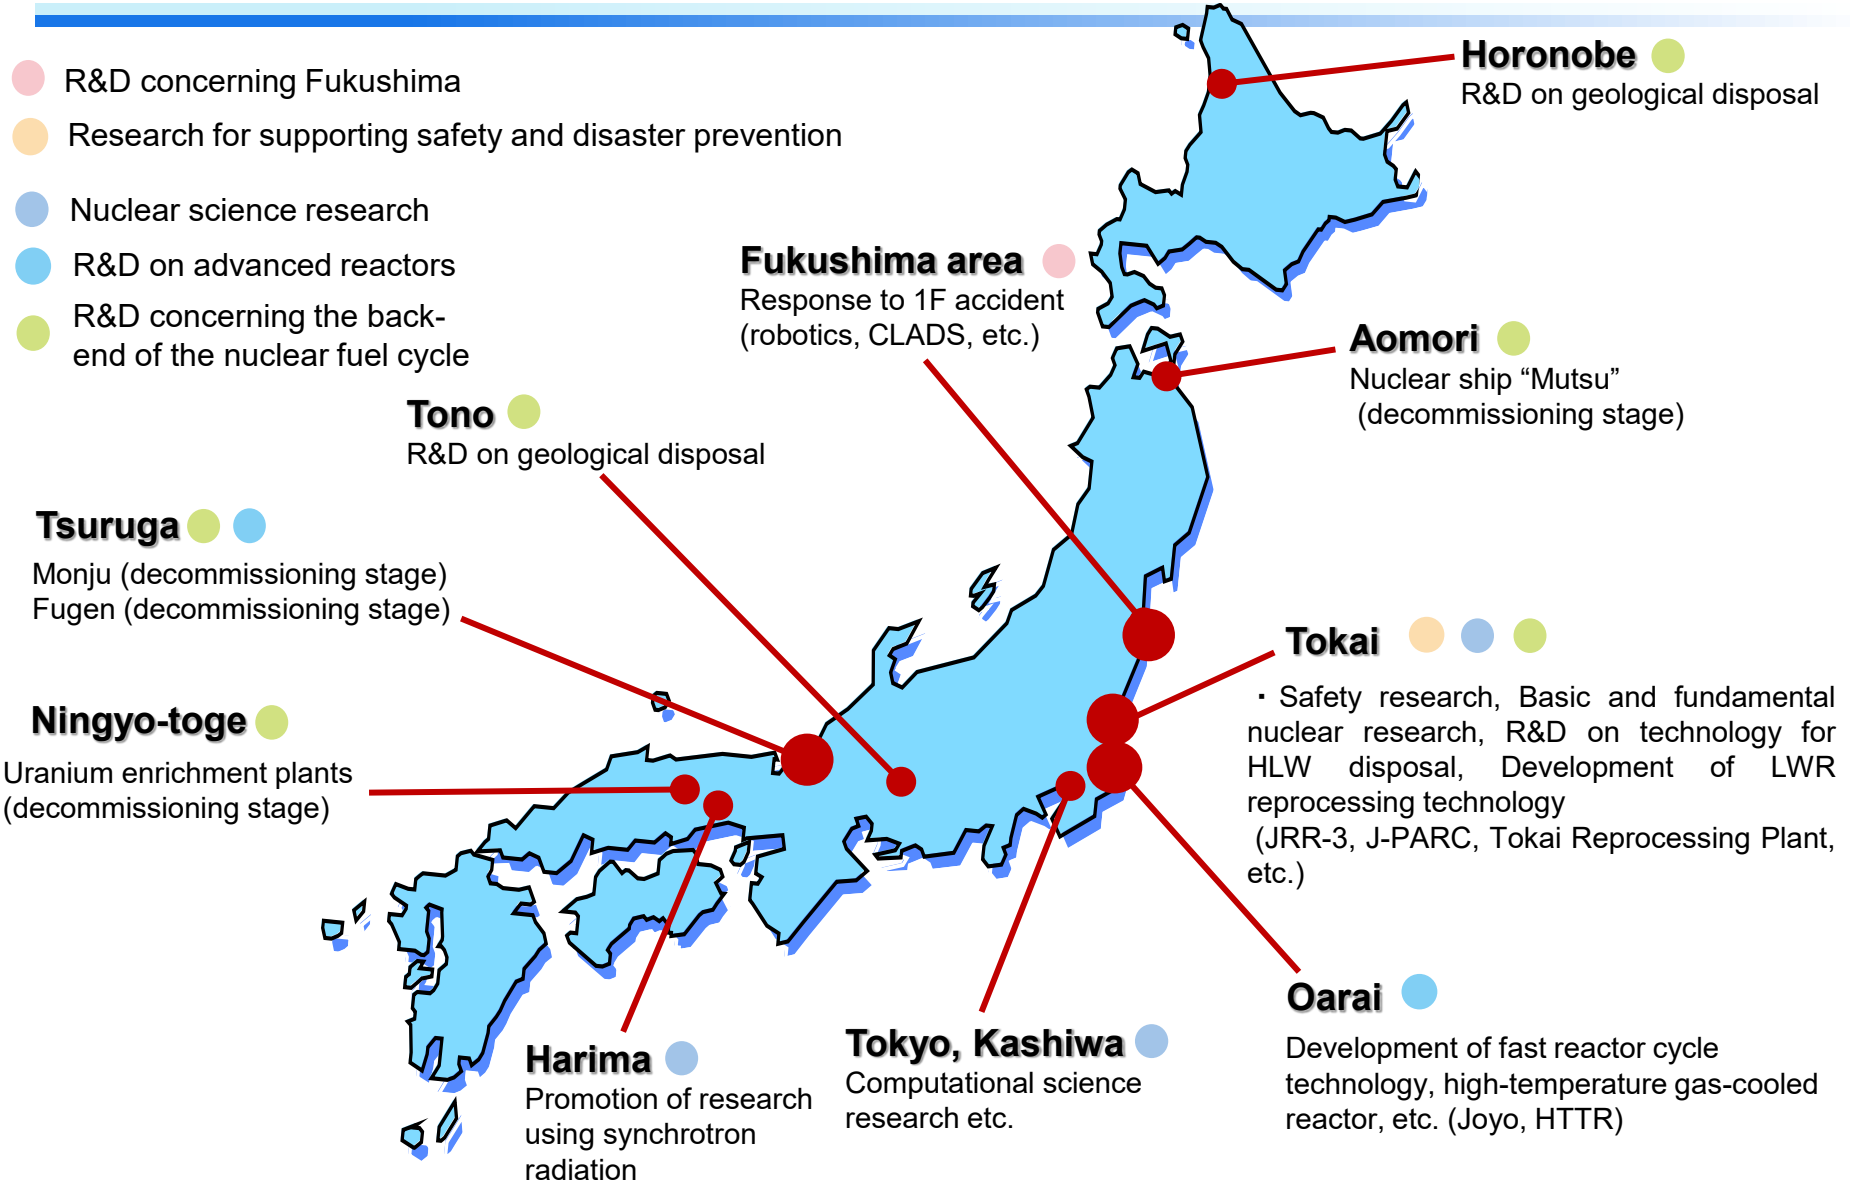 R&D concerning Fukushima
Research for supporting safety and disaster prevention
Nuclear science research
R&D on advanced reactors
R&D concerning the back-
end of the nuclear fuel cycle
Horonobe
R&D on geological disposal
Fukushima area
Response to 1F accident
(robotics, CLADS, etc.)
Aomori
Nuclear ship “Mutsu”
(decommissioning stage)
Tono
R&D on geological disposal
Tsuruga
Monju (decommissioning stage)
Fugen (decommissioning stage)
Tokai
・Safety research, Basic and fundamental
nuclear research, R&D on technology for
HLW disposal, Development of LWR
reprocessing technology
(JRR-3, J-PARC, Tokai Reprocessing Plant,
etc.)
Ningyo-toge
Uranium enrichment plants
(decommissioning stage)
Oarai
Development of fast reactor cycle
technology, high-temperature gas-cooled
reactor, etc. (Joyo, HTTR)
Harima
Promotion of research
using synchrotron
radiation
Tokyo, Kashiwa
Computational science
research etc.